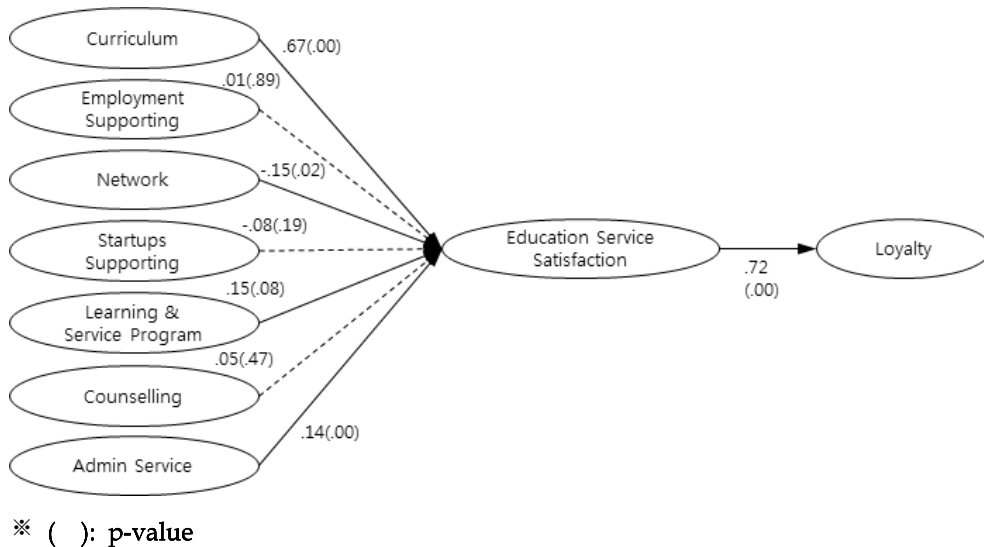 Curriculum
.67(.00)
.01(.89)
Employment
Supporting
-.15(.02)
Network
-.08(.19)
Startups
Supporting
Education Service
Satisfaction
Loyalty
.72
(.00)
.15(.08)
Learning &
Service Program
.05(.47)
Counselling
.14(.00)
Admin Service
※ ( ): p-value